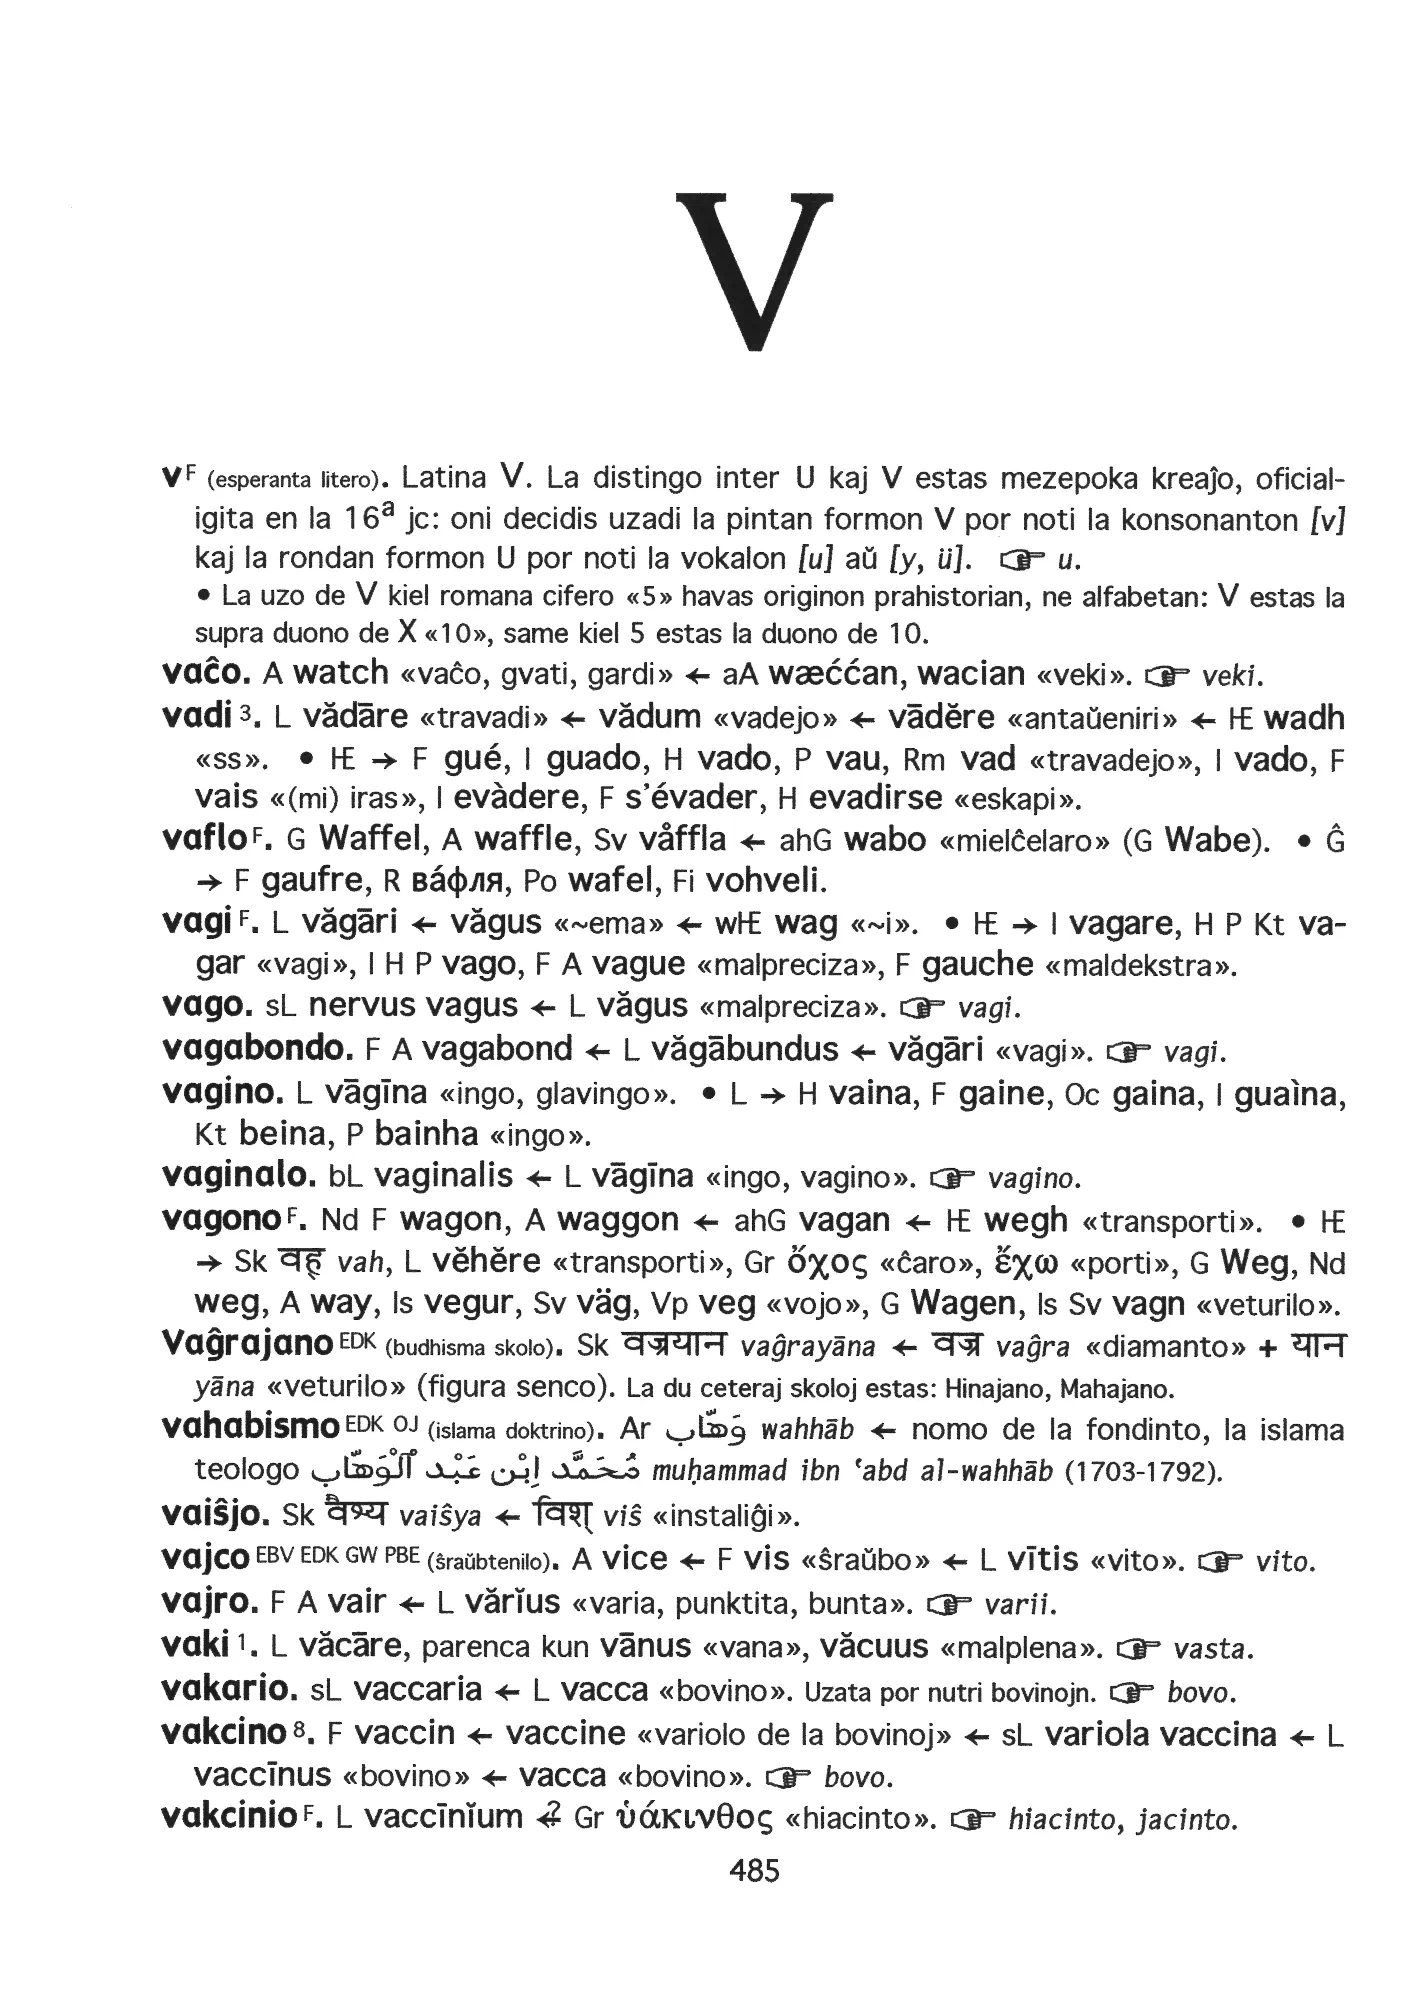 V
v F (esperanta litero). Latina V. La distingo inter U kaj V estas mezepoka kreaĵo, oficial-
igita en la 16ª jc: oni decidis uzadi la pintan formon V por noti la konsonanton [v]
kaj la rondan formon U por noti la vokalon [u] aŭ [y, ü]. ☞ u.
• La uzo de V kiel romana cifero «5» havas originon prahistorian, ne alfabetan: V estas la
supra duono de X «10», same kiel 5 estas la duono de 10.
vaĉo. A watch «vaĉo, gvati, gardi» ← aA wæććan, wacian «veki». ☞ veki.
vadi 3. L vădāre «travadi» ← vădum «vadejo» ← vādĕre «antaŭeniri» ← IE wadh
«ss». • IE → F gué, I guado, H vado, P vau, Rm vad «travadejo», I vado, F
vais «(mi) iras», I evàdere, F s’évader, H evadirse «eskapi».
vaflo F. G Waffel, A waffle, Sv våffla ← ahG wabo «mielĉelaro» (G Wabe). • Ĝ
→ F gaufre, R ва́фля, Po wafel, Fi vohveli.
vagi F. L văgāri ← văgus «~ema» ← wIE wag «~i». • IE → I vagare, H P Kt va-
gar «vagi», I H P vago, F A vague «malpreciza», F gauche «maldekstra».
vago. sL nervus vagus ← L văgus «malpreciza». ☞ vagi.
vagabondo. F A vagabond ← L văgābundus ← văgāri «vagi». ☞ vagi.
vagino. L vāgīna «ingo, glavingo». • L → H vaina, F gaine, Oc gaina, I guaìna,
Kt beina, P bainha «ingo».
vaginalo. bL vaginalis ← L vāgīna «ingo, vagino». ☞ vagino.
vagono F. Nd F wagon, A waggon ← ahG vagan ← IE wegh «transporti». • IE
→ Sk वह् vah, L vĕhĕre «transporti», Gr ὄχος «ĉaro», ἔχω «porti», G Weg, Nd
weg, A way, Is vegur, Sv väg, Vp veg «vojo», G Wagen, Is Sv vagn «veturilo».
Vaĝrajano EDK (budhisma skolo). Sk वज्रयान vaĝrayāna ← वज्र vaĝra «diamanto» + यान
yāna «veturilo» (figura senco). La du ceteraj skoloj estas: Hinajano, Mahajano.
vahabismo EDK OJ (islama doktrino). Ar وَهَّاب wahhāb ← nomo de la fondinto, la islama
teologo مُحَمَّد اِبْن عَبْد ٱلْوَهَّاب muḥammad ibn ʻabd al-wahhāb (1703-1792).
vaiŝjo. Sk वैश्य vaiŝya ← विश् viŝ «instaliĝi».
vajco EBV EDK GW PBE (ŝraŭbtenilo). A vice ← F vis «ŝraŭbo» ← L vītis «vito». ☞ vito.
vajro. F A vair ← L vărĭus «varia, punktita, bunta». ☞ varii.
vaki 1. L văcāre, parenca kun vānus «vana», văcuus «malplena». ☞ vasta.
vakario. sL vaccaria ← L vacca «bovino». Uzata por nutri bovinojn. ☞ bovo.
vakcino 8. F vaccin ← vaccine «variolo de la bovinoj» ← sL variola vaccina ← L
vaccīnus «bovino» ← vacca «bovino». ☞ bovo.
vakcinio F. L vaccīnĭum ←? Gr ὑάκινθος «hiacinto». ☞ hiacinto, jacinto.
485